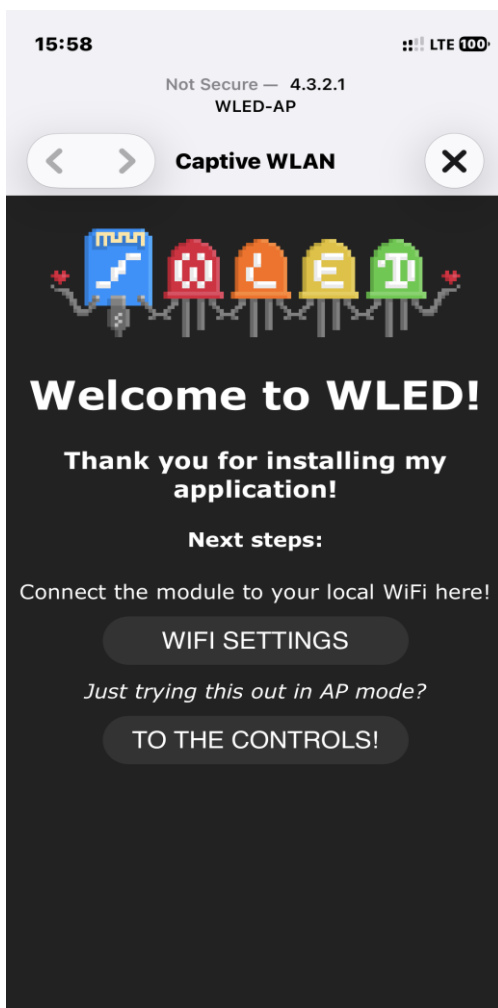 15:58 LTE 100
Not Secure — 4.3.2.1
WLED-AP
Captive WLAN
WLED
Welcome to WLED!
Thank you for installing my
application!
Next steps:
Connect the module to your local WiFi here!
WIFI SETTINGS
Just trying this out in AP mode?
TO THE CONTROLS!